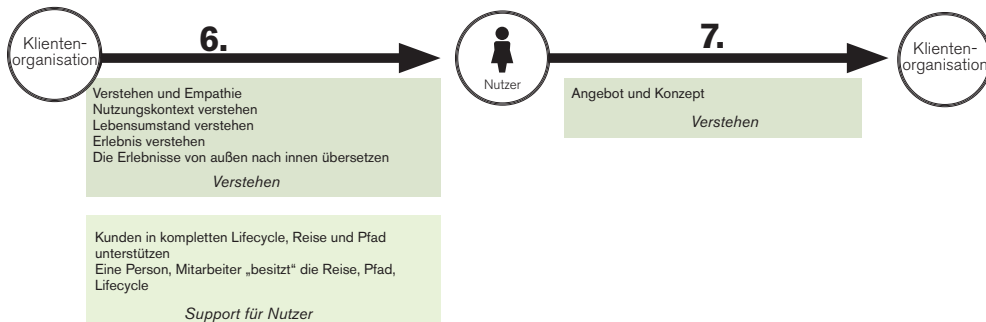 Klienten-
organisation
6.
Nutzer
7.
Klienten-
organisation
Verstehen und Empathie
Nutzungskontext verstehen
Lebensumstand verstehen
Erlebnis verstehen
Die Erlebnisse von außen nach innen übersetzen
Verstehen
Angebot und Konzept
Verstehen
Kunden in kompletten Lifecycle, Reise und Pfad
unterstützen
Eine Person, Mitarbeiter „besitzt“ die Reise, Pfad,
Lifecycle
Support für Nutzer